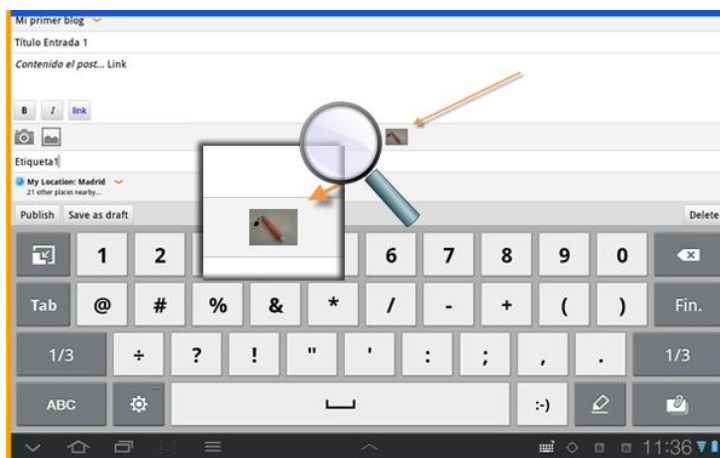 Mi primer blog
Título Entrada 1
Contenido el post... Link
B I link
Etiqueta1
My Location: Madrid
21 other places nearby...
Publish Save as draft Delete
1 2 6 7 8 9 0
Tab @ # % & * / - + ( ) Fin.
1/3 ÷ ? ! " ' : ; , . 1/3
ABC :-)
11:36